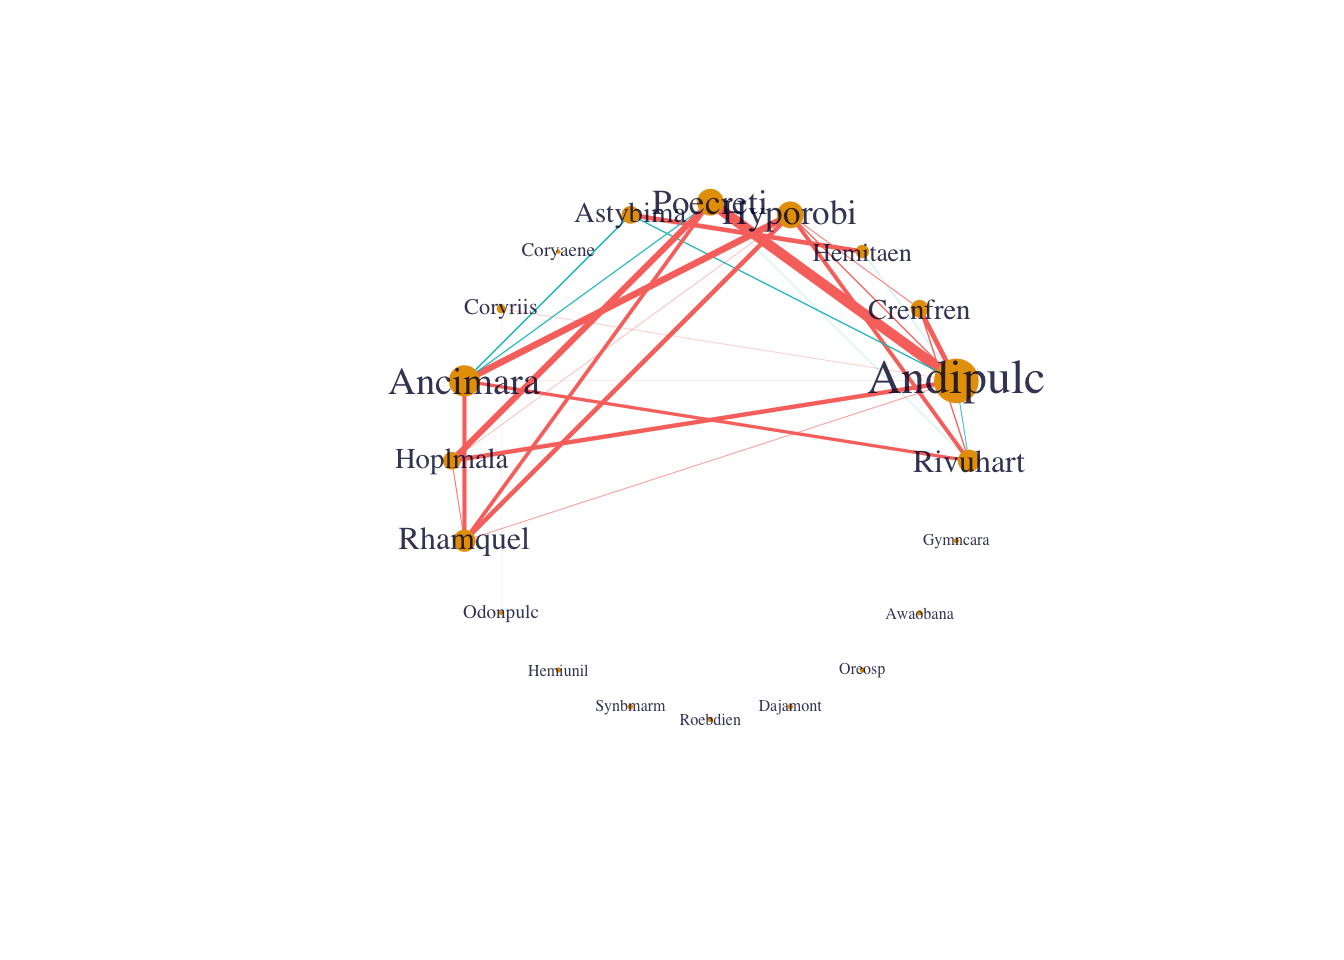 Poecreti
Astybima
Hyporobi
Coryaene
Hemitaen
Coryriis
Crenfren
Ancimara
Andipulc
Hoplmala
Rivuhart
Rhamquel
Gymncara
Odonpulc
Awaobana
Hemiunil
Oreosp
Synbmarm
Dajamont
Roebdien